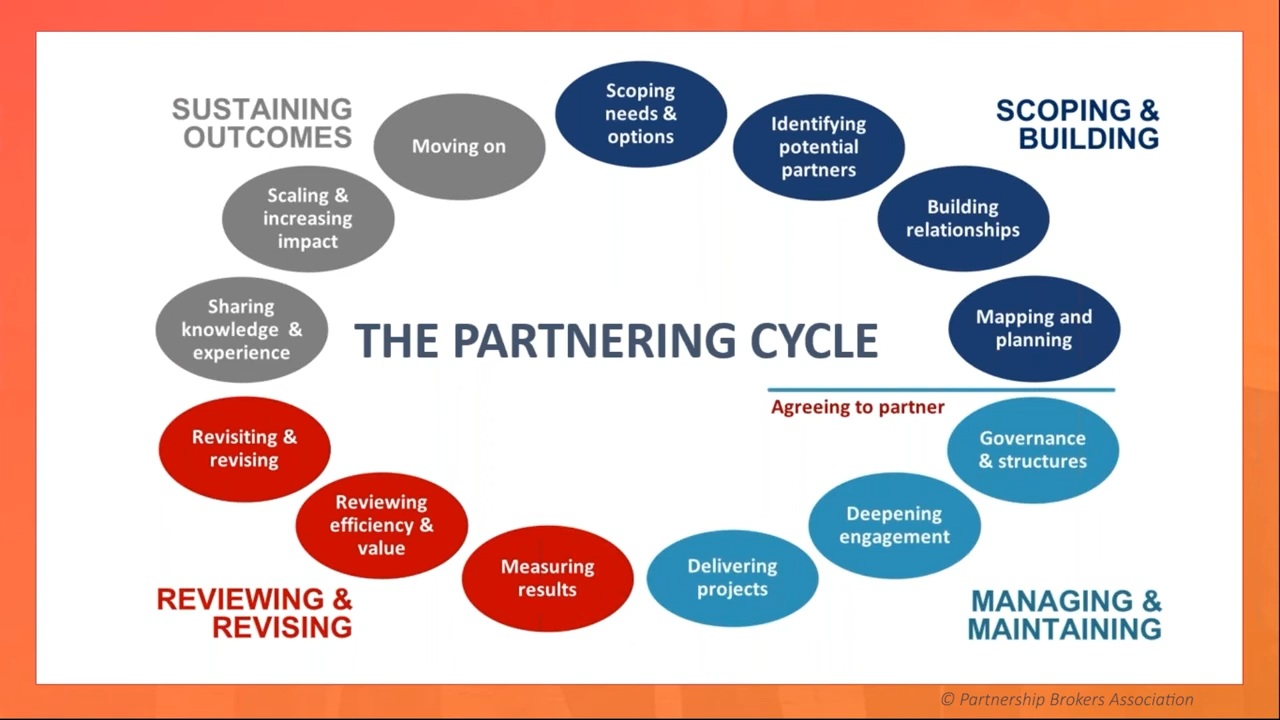 SUSTAINING
OUTCOMES
Moving on
Scoping
needs &
options
Identifying
potential
partners
SCOPING &
BUILDING
Scaling &
increasing
impact
Building
relationships
Sharing
knowledge &
experience
THE PARTNERING CYCLE
Mapping and
planning
Agreeing to partner
Revisiting &
revising
Governance
& structures
Reviewing
efficiency &
value
Deepening
engagement
Measuring
results
Delivering
projects
REVIEWING &
REVISING
MANAGING &
MAINTAINING
© Partnership Brokers Association